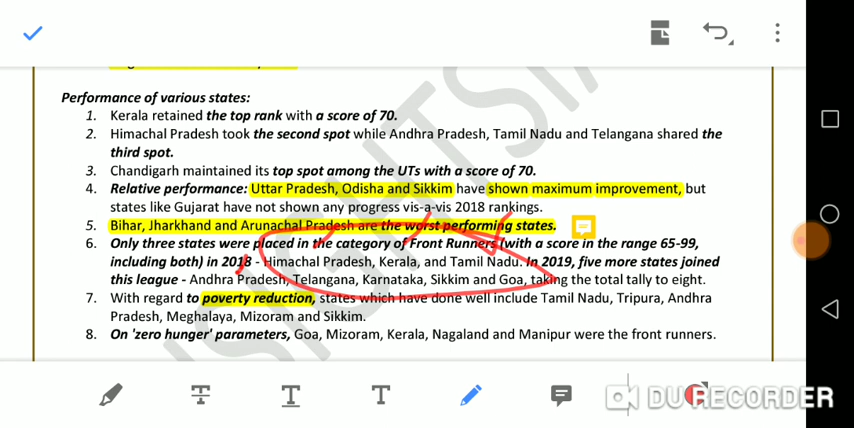 Performance of various states:
1. Kerala retained the top rank with a score of 70.
2. Himachal Pradesh took the second spot while Andhra Pradesh, Tamil Nadu and Telangana shared the
third spot.
3. Chandigarh maintained its top spot among the UTs with a score of 70.
4. Relative performance: Uttar Pradesh, Odisha and Sikkim have shown maximum improvement, but
states like Gujarat have not shown any progress vis-a-vis 2018 rankings.
5. Bihar, Jharkhand and Arunachal Pradesh are the worst performing states.
6. Only three states were placed in the category of Front Runners (with a score in the range 65-99,
including both) in 2018 - Himachal Pradesh, Kerala, and Tamil Nadu. In 2019, five more states joined
this league - Andhra Pradesh, Telangana, Karnataka, Sikkim and Goa, taking the total tally to eight.
7. With regard to poverty reduction, states which have done well include Tamil Nadu, Tripura, Andhra
Pradesh, Meghalaya, Mizoram and Sikkim.
8. On 'zero hunger' parameters, Goa, Mizoram, Kerala, Nagaland and Manipur were the front runners.
T T T
DU RECORDER